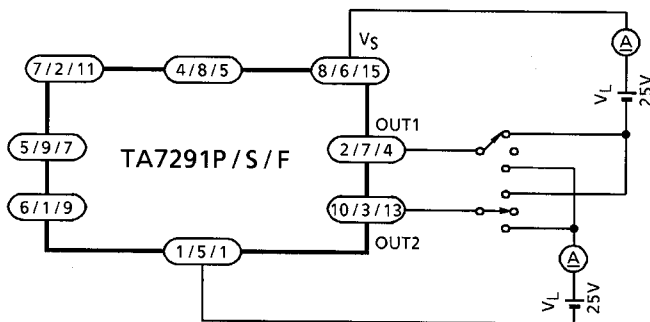 VS
A
7 / 2 / 11
4 / 8 / 5
8 / 6 / 15
VL
25V
OUT1
5 / 9 / 7
TA7291P / S / F
2 / 7 / 4
6 / 1 / 9
10 / 3 / 13
OUT2
1 / 5 / 1
A
VL
25V